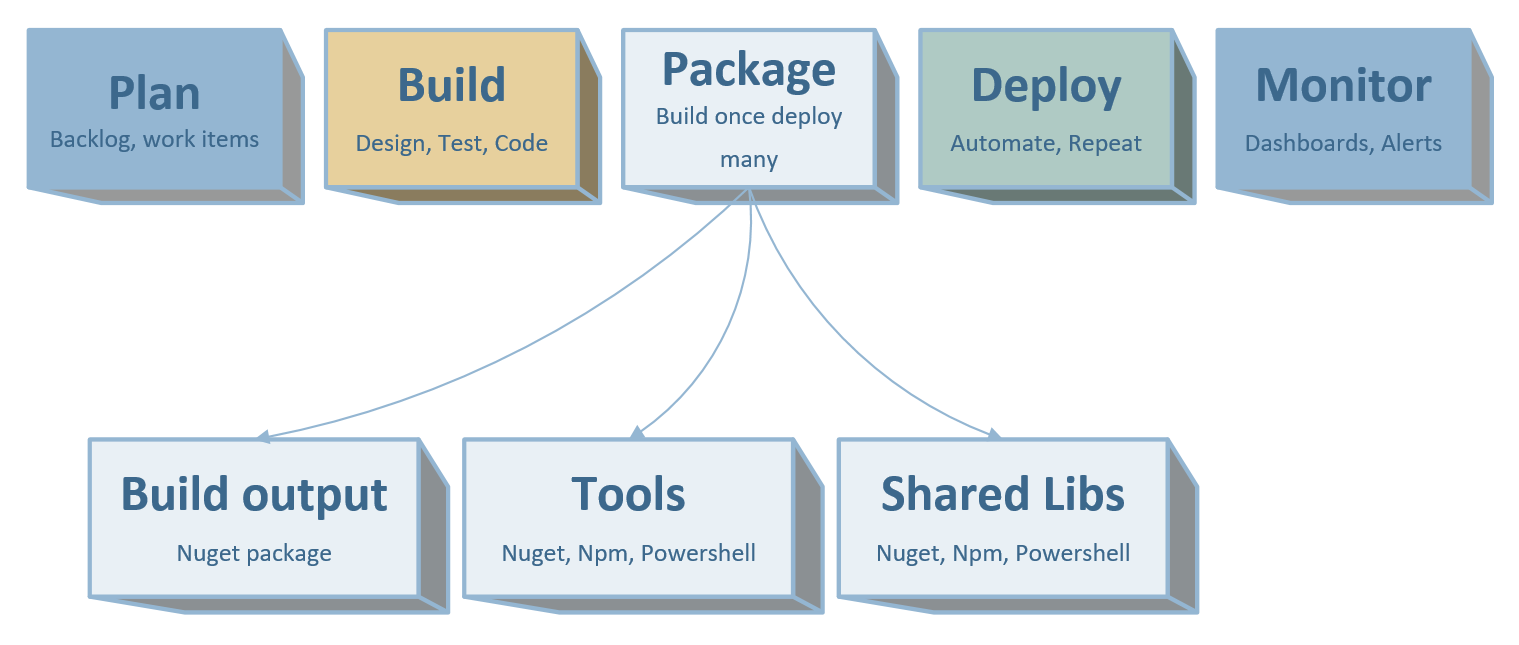 Plan
Backlog, work items
Build
Design, Test, Code
Package
Build once deploy
many
Deploy
Automate, Repeat
Monitor
Dashboards, Alerts
Build output
Nuget package
Tools
Nuget, Npm, Powershell
Shared Libs
Nuget, Npm, Powershell